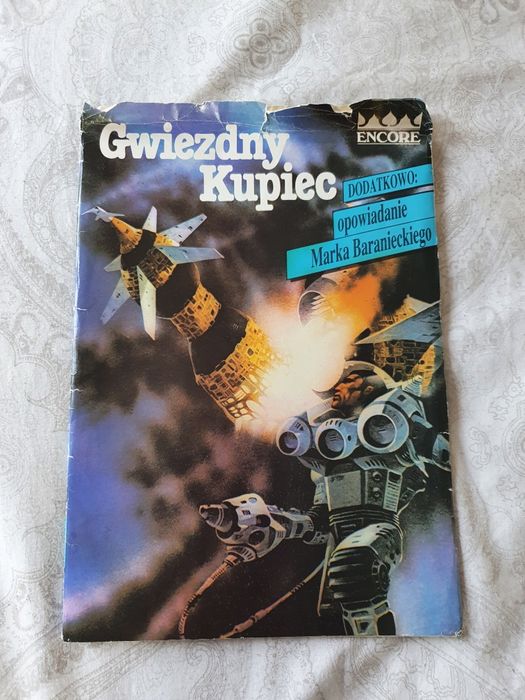 Gwiezdny
Kupiec
ENCORE
DODATKOWO:
opowiadanie
Marka Baranieckiego